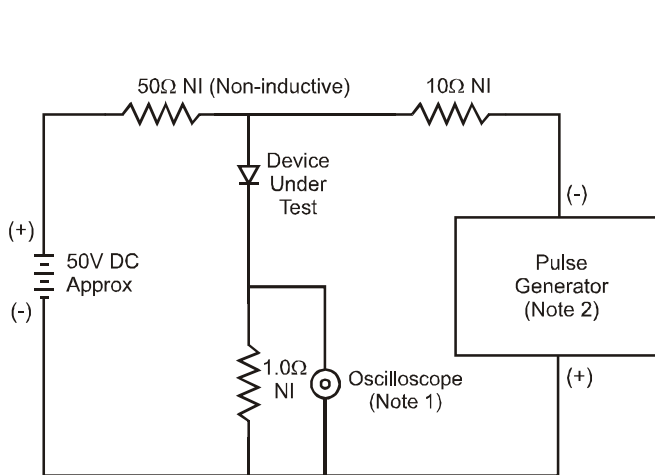 50Ω NI (Non-inductive)
10Ω NI
Device
Under
Test
(+)
50V DC
Approx
(-)
(-)
Pulse
Generator
(Note 2)
(+)
1.0Ω
NI
Oscilloscope
(Note 1)